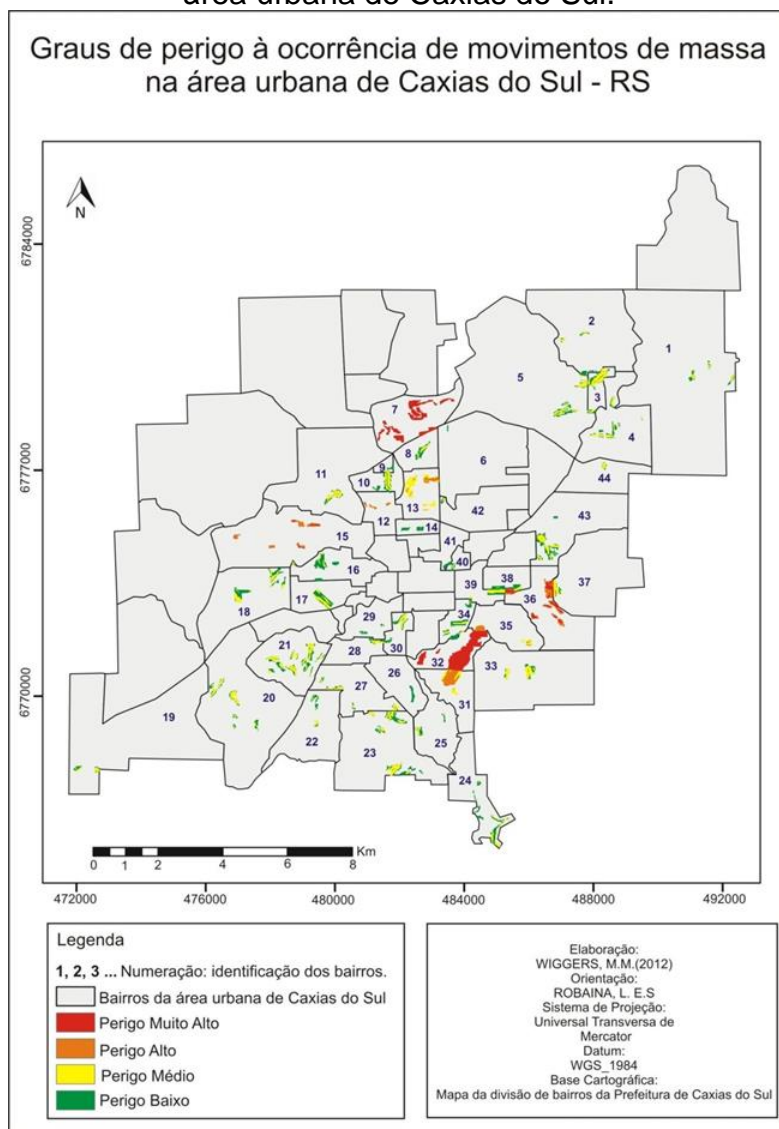 área urbana de Caxias do Sul.
Graus de perigo à ocorrência de movimentos de massa
na área urbana de Caxias do Sul - RS
N
6784000
6777000
6770000
1
2
3
4
5
7
8
6
9
10
11
44
13
12
42
43
14
15
41
40
16
39
38
37
36
17
18
34
29
35
30
28
32
33
21
26
27
20
31
19
22
23
25
24
0 1 2 4 6 8 Km
472000 476000 480000 484000 488000 492000
Legenda
1, 2, 3 ... Numeração: identificação dos bairros.
Bairros da área urbana de Caxias do Sul
Perigo Muito Alto
Perigo Alto
Perigo Médio
Perigo Baixo
Elaboração:
WIGGERS, M.M.(2012)
Orientação:
ROBAINA, L. E.S
Sistema de Projeção:
Universal Transversa de
Mercator
Datum:
WGS_1984
Base Cartográfica:
Mapa da divisão de bairros da Prefeitura de Caxias do Sul